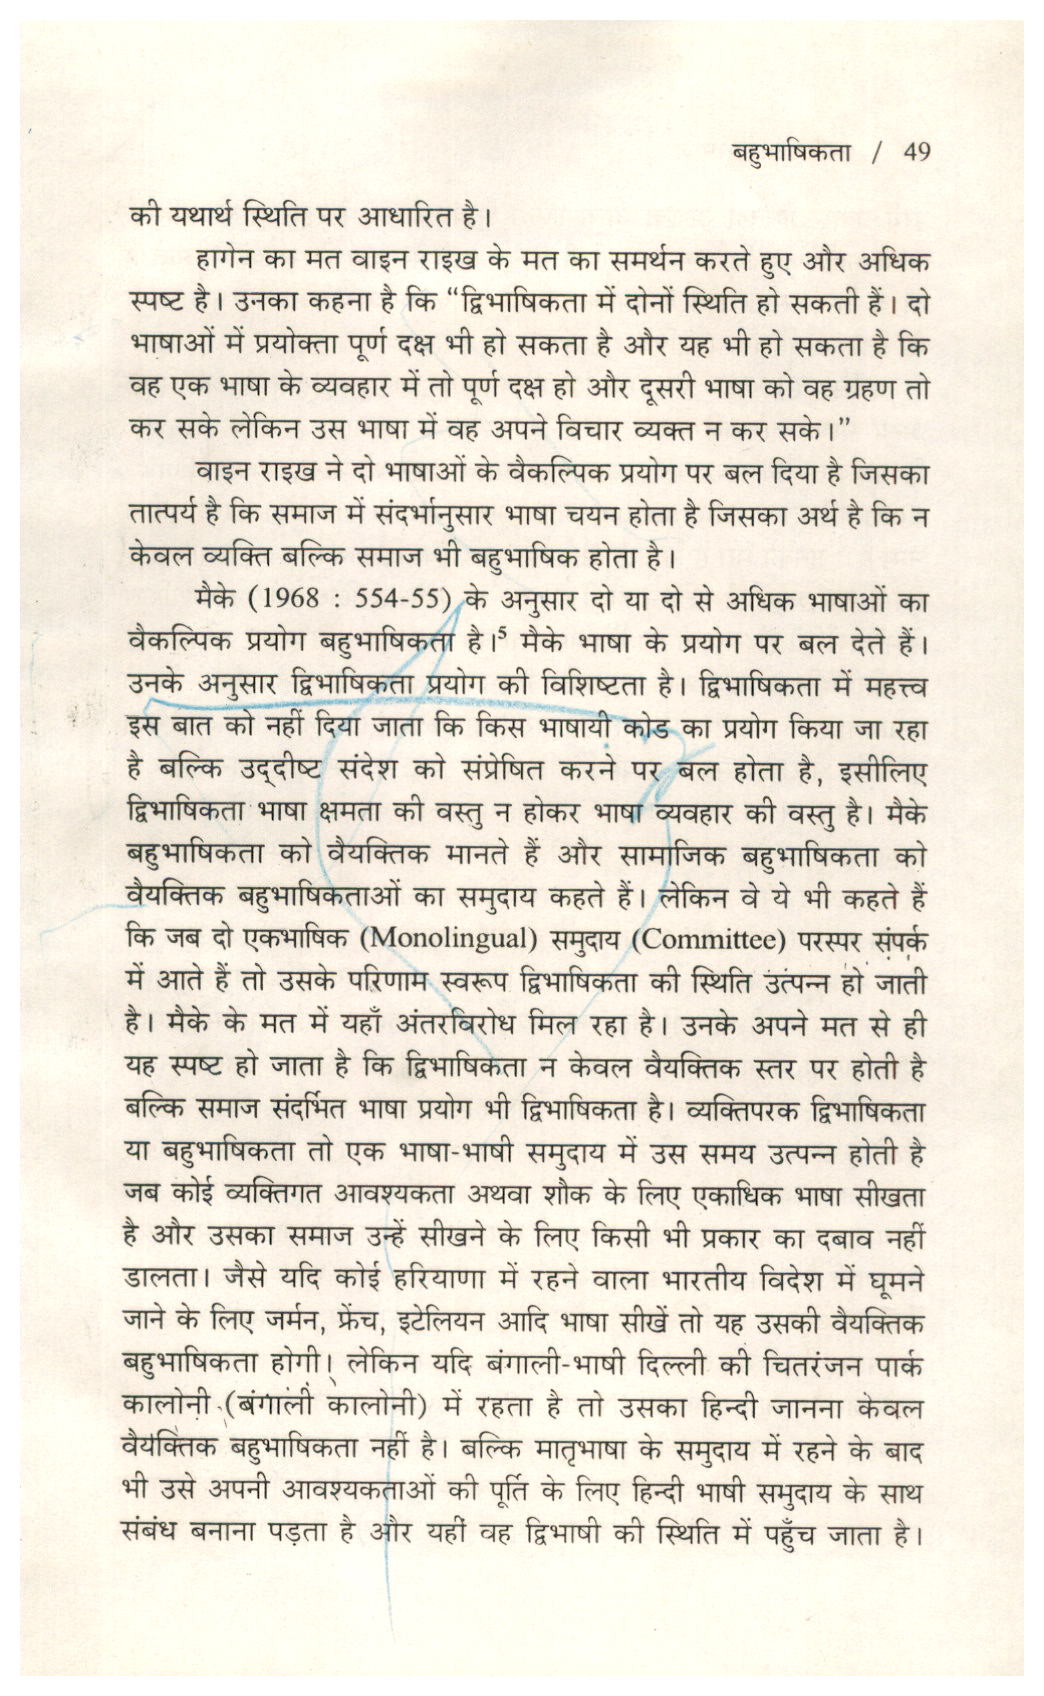 बहुभाषिकता / 49
की यथार्थ स्थिति पर आधारित है।
हागेन का मत वाइन राइख के मत का समर्थन करते हुए और अधिक
स्पष्ट है। उनका कहना है कि “द्विभाषिकता में दोनों स्थिति हो सकती हैं। दो
भाषाओं में प्रयोक्ता पूर्ण दक्ष भी हो सकता है और यह भी हो सकता है कि
वह एक भाषा के व्यवहार में तो पूर्ण दक्ष हो और दूसरी भाषा को वह ग्रहण तो
कर सके लेकिन उस भाषा में वह अपने विचार व्यक्त न कर सके।”
वाइन राइख ने दो भाषाओं के वैकल्पिक प्रयोग पर बल दिया है जिसका
तात्पर्य है कि समाज में संदर्भानुसार भाषा चयन होता है जिसका अर्थ है कि न
केवल व्यक्ति बल्कि समाज भी बहुभाषिक होता है।
मैके (1968 : 554-55) के अनुसार दो या दो से अधिक भाषाओं का
वैकल्पिक प्रयोग बहुभाषिकता है।⁵ मैके भाषा के प्रयोग पर बल देते हैं।
उनके अनुसार द्विभाषिकता प्रयोग की विशिष्टता है। द्विभाषिकता में महत्त्व
इस बात को नहीं दिया जाता कि किस भाषायी कोड का प्रयोग किया जा रहा
है बल्कि उद्दीष्ट संदेश को संप्रेषित करने पर बल होता है, इसीलिए
द्विभाषिकता भाषा क्षमता की वस्तु न होकर भाषा व्यवहार की वस्तु है। मैके
बहुभाषिकता को वैयक्तिक मानते हैं और सामाजिक बहुभाषिकता को
वैयक्तिक बहुभाषिकताओं का समुदाय कहते हैं। लेकिन वे ये भी कहते हैं
कि जब दो एकभाषिक (Monolingual) समुदाय (Committee) परस्पर संपर्क
में आते हैं तो उसके परिणाम स्वरूप द्विभाषिकता की स्थिति उत्पन्न हो जाती
है। मैके के मत में यहाँ अंतरविरोध मिल रहा है। उनके अपने मत से ही
यह स्पष्ट हो जाता है कि द्विभाषिकता न केवल वैयक्तिक स्तर पर होती है
बल्कि समाज संदर्भित भाषा प्रयोग भी द्विभाषिकता है। व्यक्तिपरक द्विभाषिकता
या बहुभाषिकता तो एक भाषा-भाषी समुदाय में उस समय उत्पन्न होती है
जब कोई व्यक्तिगत आवश्यकता अथवा शौक के लिए एकाधिक भाषा सीखता
है और उसका समाज उन्हें सीखने के लिए किसी भी प्रकार का दबाव नहीं
डालता। जैसे यदि कोई हरियाणा में रहने वाला भारतीय विदेश में घूमने
जाने के लिए जर्मन, फ्रेंच, इटेलियन आदि भाषा सीखें तो यह उसकी वैयक्तिक
बहुभाषिकता होगी। लेकिन यदि बंगाली-भाषी दिल्ली की चितरंजन पार्क
कालोनी (बंगाली कालोनी) में रहता है तो उसका हिन्दी जानना केवल
वैयक्तिक बहुभाषिकता नहीं है। बल्कि मातृभाषा के समुदाय में रहने के बाद
भी उसे अपनी आवश्यकताओं की पूर्ति के लिए हिन्दी भाषी समुदाय के साथ
संबंध बनाना पड़ता है और यहीं वह द्विभाषी की स्थिति में पहुँच जाता है।